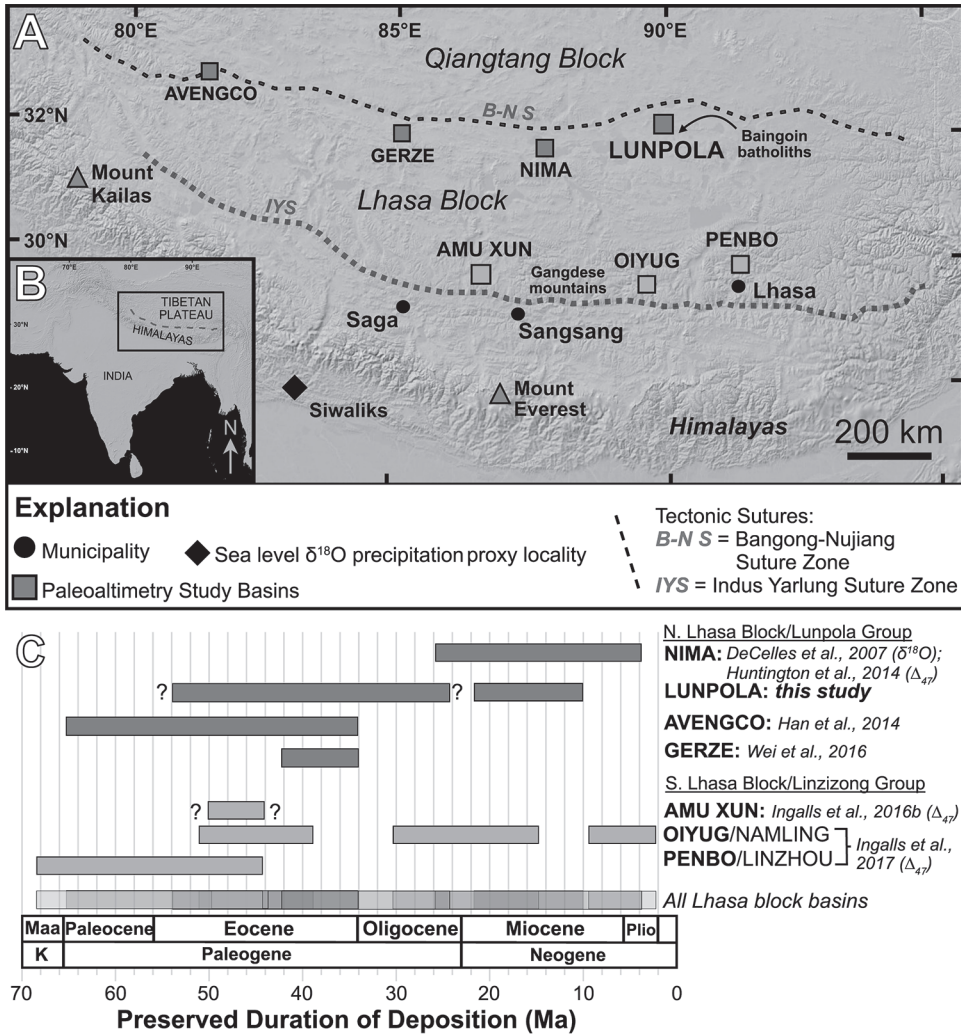 A
80°E
85°E
90°E
Qiangtang Block
AVENGCO
32°N
B-N S
GERZE
NIMA
LUNPOLA
Baingoin
batholiths
Mount
Kailas
IYS
Lhasa Block
30°N
AMU XUN
Gangdese
mountains
OIYUG
PENBO
Lhasa
Saga
Sangsang
B
70°E
80°E
90°E
TIBETAN
PLATEAU
30°N
HIMALAYAS
INDIA
20°N
10°N
N
Siwaliks
Mount
Everest
Himalayas
200 km
Explanation
Municipality
Sea level δ¹⁸O precipitation proxy locality
Paleoaltimetry Study Basins
Tectonic Sutures:
B-N S = Bangong-Nujiang
Suture Zone
IYS = Indus Yarlung Suture Zone
C
N. Lhasa Block/Lunpola Group
NIMA: DeCelles et al., 2007 (δ¹⁸O);
Huntington et al., 2014 (Δ₄₇)
? ? LUNPOLA: this study
AVENGCO: Han et al., 2014
GERZE: Wei et al., 2016
S. Lhasa Block/Linzizong Group
? ? AMU XUN: Ingalls et al., 2016b (Δ₄₇)
OIYUG/NAMLING
PENBO/LINZHOU
Ingalls et al.,
2017 (Δ₄₇)
All Lhasa block basins
Maa Paleocene Eocene Oligocene Miocene Plio
K Paleogene Neogene
70 60 50 40 30 20 10 0
Preserved Duration of Deposition (Ma)